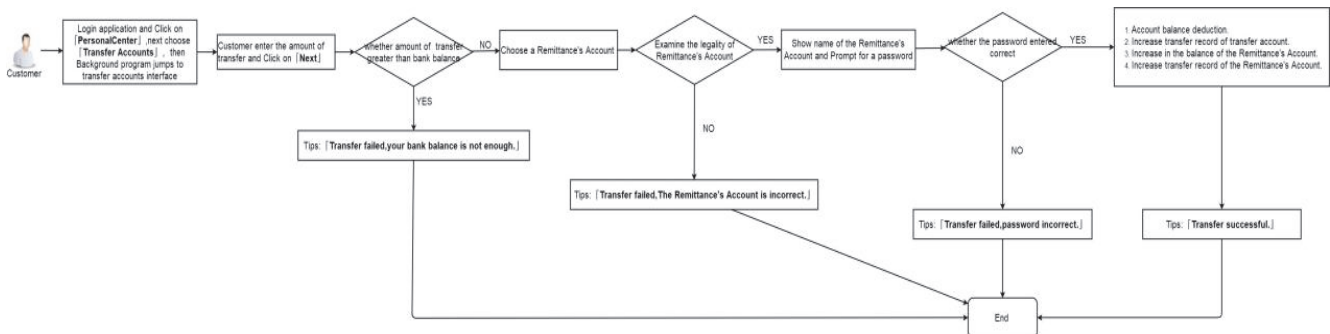 Customer
Login application and Click on
「PersonalCenter」,next choose
「Transfer Accounts」, then
Background program jumps to
transfer accounts interface
Customer enter the amount of
transfer and Click on「Next」
whether amount of transfer
greater than bank balance
NO
YES
Choose a Remittance's Account
Examine the legality of
Remittance's Account
YES
NO
Show name of the Remittance's
Account and Prompt for a password
whether the password entered
correct
YES
NO
1. Account balance deduction.
2. Increase transfer record of transfer account.
3. Increase in the balance of the Remittance's Account.
4. Increase transfer record of the Remittance's Account.
Tips:「Transfer failed,your bank balance is not enough.」
Tips:「Transfer failed,The Remittance's Account is incorrect.」
Tips:「Transfer failed,password incorrect.」
Tips:「Transfer successful.」
End